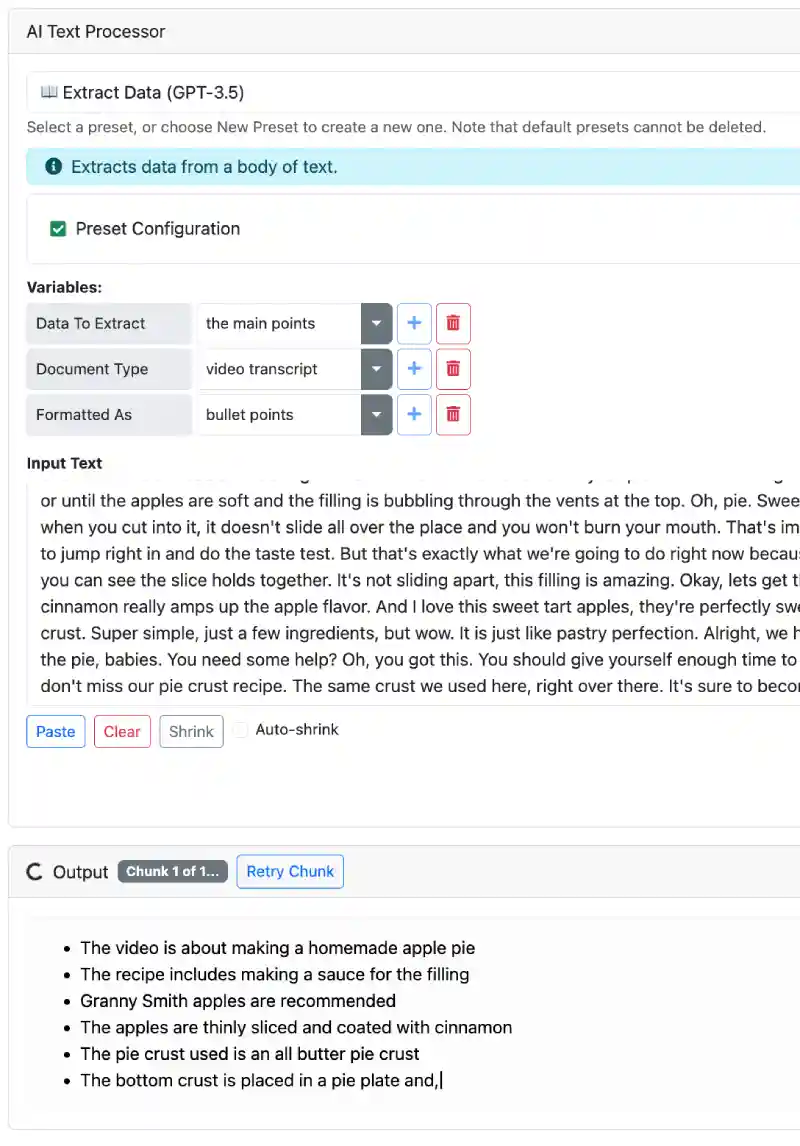 AI Text Processor
Extract Data (GPT-3.5)
Select a preset, or choose New Preset to create a new one. Note that default presets cannot be deleted.
Extracts data from a body of text.
Preset Configuration
Variables:
Data To Extract the main points
Document Type video transcript
Formatted As bullet points
Input Text
or until the apples are soft and the filling is bubbling through the vents at the top. Oh, pie. Swee
when you cut into it, it doesn't slide all over the place and you won't burn your mouth. That's im
to jump right in and do the taste test. But that's exactly what we're going to do right now becau
you can see the slice holds together. It's not sliding apart, this filling is amazing. Okay, lets get t
cinnamon really amps up the apple flavor. And I love this sweet tart apples, they're perfectly swe
crust. Super simple, just a few ingredients, but wow. It is just like pastry perfection. Alright, we h
the pie, babies. You need some help? Oh, you got this. You should give yourself enough time to
don't miss our pie crust recipe. The same crust we used here, right over there. It's sure to beco
Paste Clear Shrink Auto-shrink
Output Chunk 1 of 1... Retry Chunk
• The video is about making a homemade apple pie
• The recipe includes making a sauce for the filling
• Granny Smith apples are recommended
• The apples are thinly sliced and coated with cinnamon
• The pie crust used is an all butter pie crust
• The bottom crust is placed in a pie plate and,